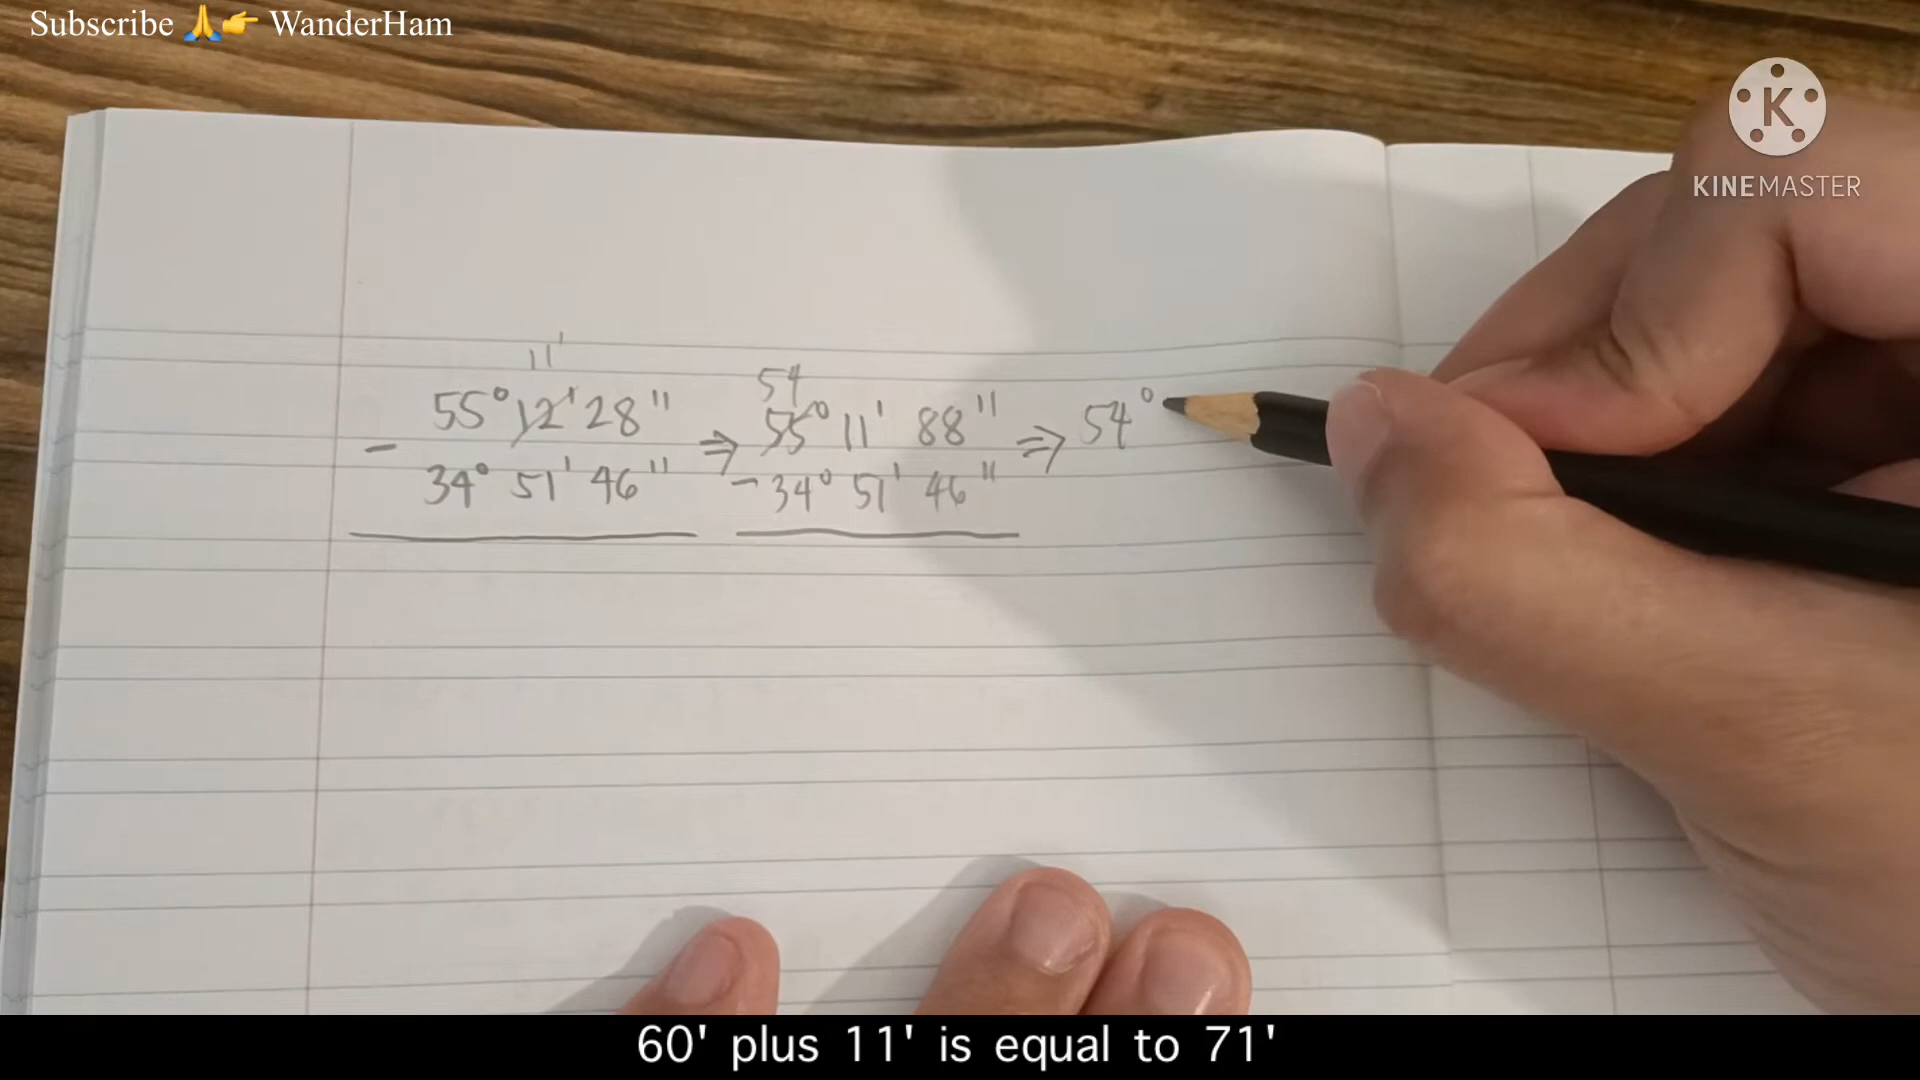 Subscribe 🙏👉 WanderHam
K
KINEMASTER
11'
54
55° 12' 28" 55° 11' 88" ⇒ 54°
- ⇒
34° 51' 46" - 34° 51' 46"
60' plus 11' is equal to 71'